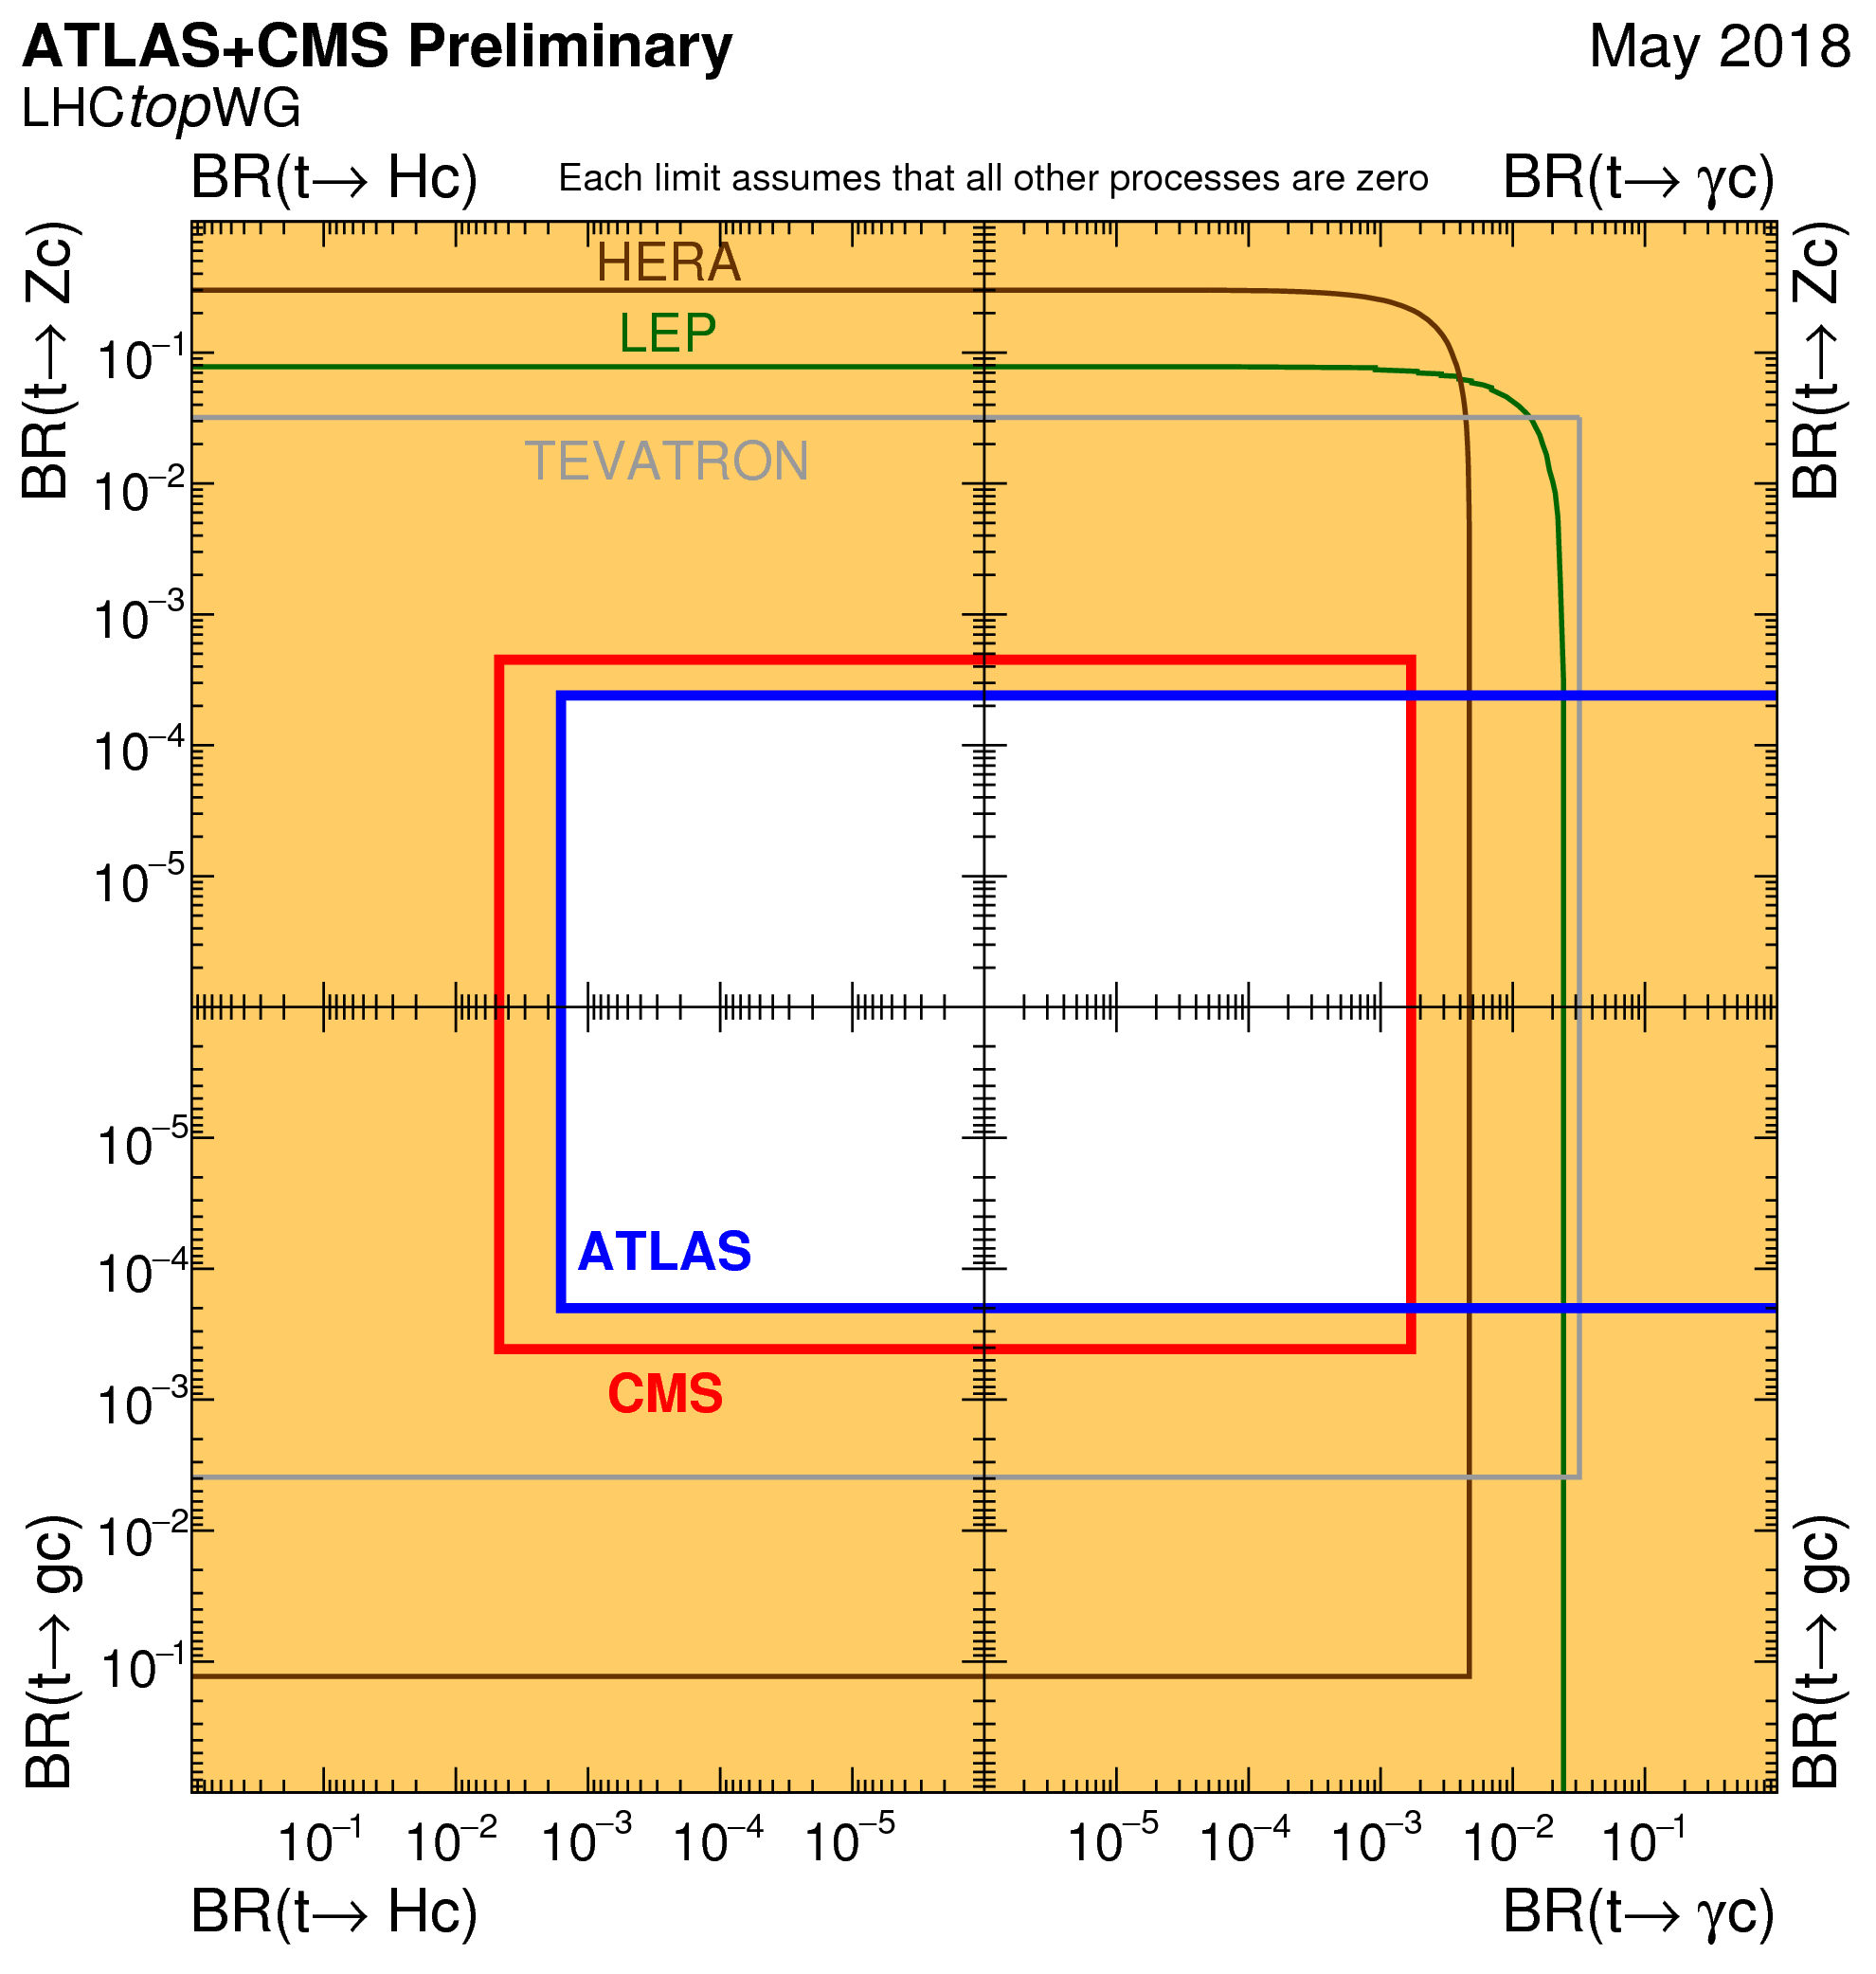 ATLAS+CMS Preliminary
May 2018
LHCtopWG
BR(t→ Hc)
Each limit assumes that all other processes are zero
BR(t→ γc)
BR(t→ Zc)
BR(t→ Zc)
HERA
LEP
TEVATRON
10⁻¹
10⁻²
10⁻³
10⁻⁴
10⁻⁵
10⁻⁵
10⁻⁴
10⁻³
10⁻²
10⁻¹
ATLAS
CMS
BR(t→ gc)
BR(t→ gc)
10⁻¹ 10⁻² 10⁻³ 10⁻⁴ 10⁻⁵ 10⁻⁵ 10⁻⁴ 10⁻³ 10⁻² 10⁻¹
BR(t→ Hc)
BR(t→ γc)